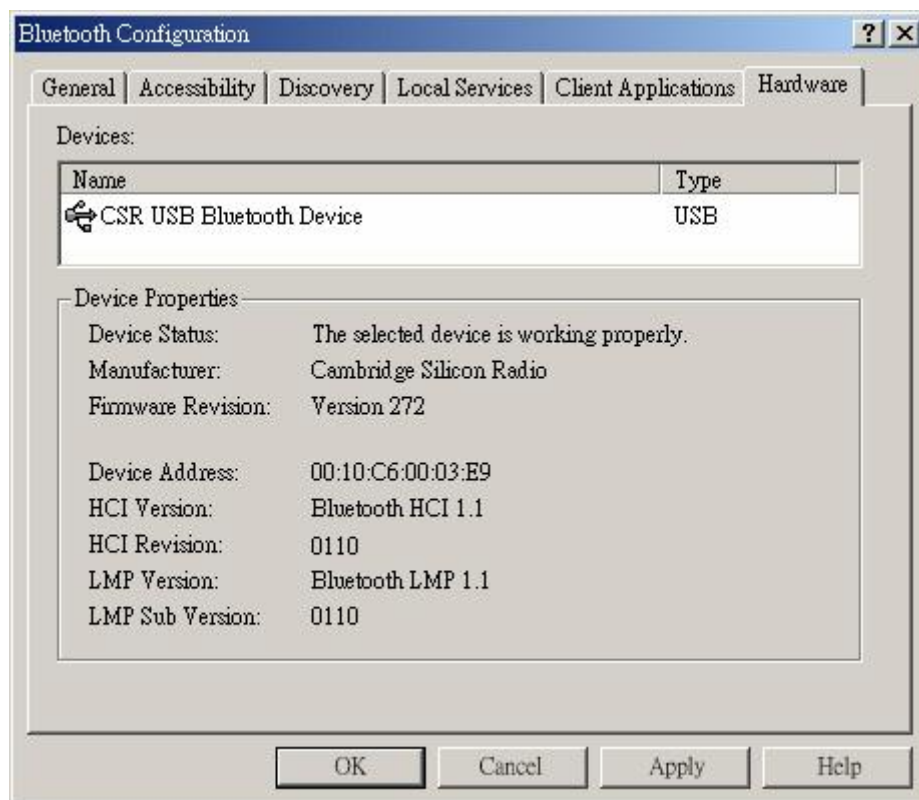 Bluetooth Configuration
General Accessibility Discovery Local Services Client Applications Hardware
Devices:
Name Type
CSR USB Bluetooth Device USB
Device Properties
Device Status: The selected device is working properly.
Manufacturer: Cambridge Silicon Radio
Firmware Revision: Version 272
Device Address: 00:10:C6:00:03:E9
HCI Version: Bluetooth HCI 1.1
HCI Revision: 0110
LMP Version: Bluetooth LMP 1.1
LMP Sub Version: 0110
OK Cancel Apply Help